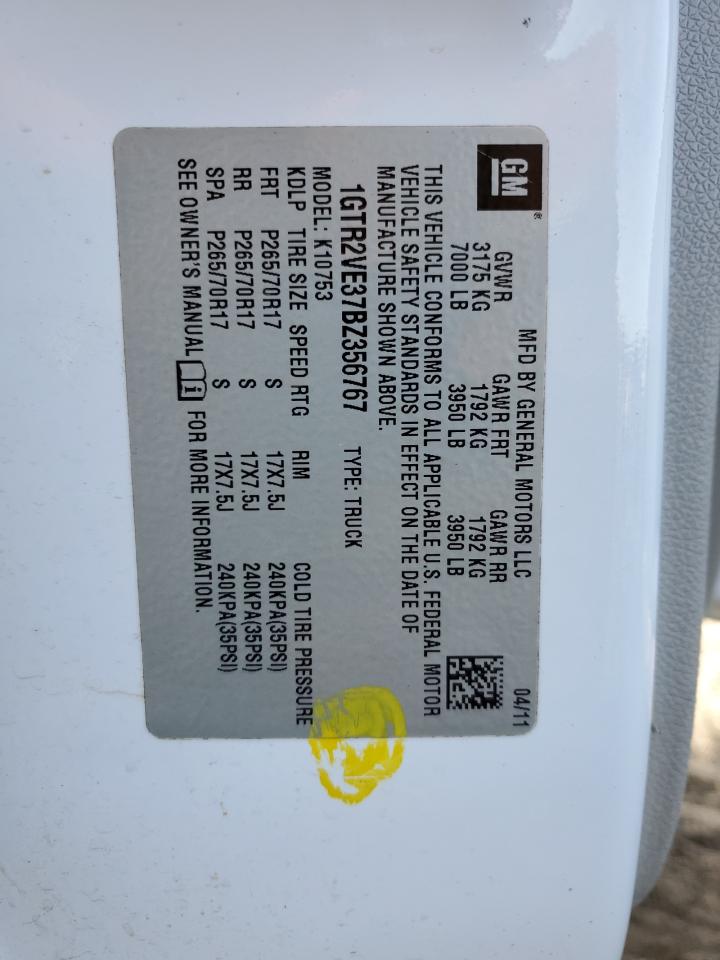 GM®
MFD BY GENERAL MOTORS LLC 04/11
GVWR GAWR FRT GAWR RR
3175 KG 1792 KG 1792 KG
7000 LB 3950 LB 3950 LB
THIS VEHICLE CONFORMS TO ALL APPLICABLE U.S. FEDERAL MOTOR
VEHICLE SAFETY STANDARDS IN EFFECT ON THE DATE OF
MANUFACTURE SHOWN ABOVE.
1GTR2VE37BZ356767 TYPE: TRUCK
MODEL: K10753
KDLP TIRE SIZE SPEED RTG RIM COLD TIRE PRESSURE
FRT P265/70R17 S 17X7.5J 240KPA(35PSI)
RR P265/70R17 S 17X7.5J 240KPA(35PSI)
SPA P265/70R17 S 17X7.5J 240KPA(35PSI)
SEE OWNER'S MANUAL FOR MORE INFORMATION.